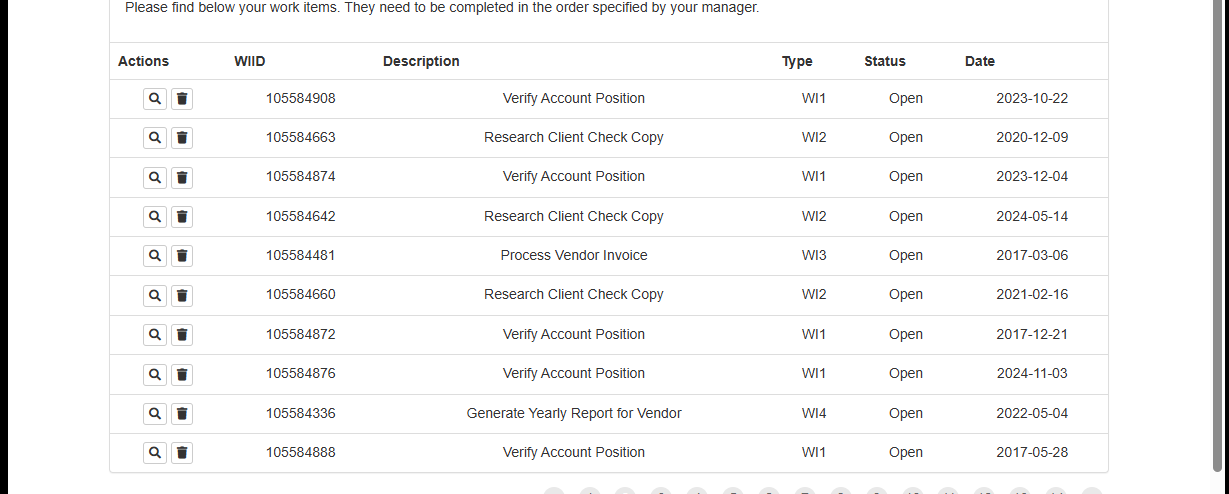 Please find below your work items. They need to be completed in the order specified by your manager.
Actions WIID Description Type Status Date
105584908 Verify Account Position WI1 Open 2023-10-22
105584663 Research Client Check Copy WI2 Open 2020-12-09
105584874 Verify Account Position WI1 Open 2023-12-04
105584642 Research Client Check Copy WI2 Open 2024-05-14
105584481 Process Vendor Invoice WI3 Open 2017-03-06
105584660 Research Client Check Copy WI2 Open 2021-02-16
105584872 Verify Account Position WI1 Open 2017-12-21
105584876 Verify Account Position WI1 Open 2024-11-03
105584336 Generate Yearly Report for Vendor WI4 Open 2022-05-04
105584888 Verify Account Position WI1 Open 2017-05-28